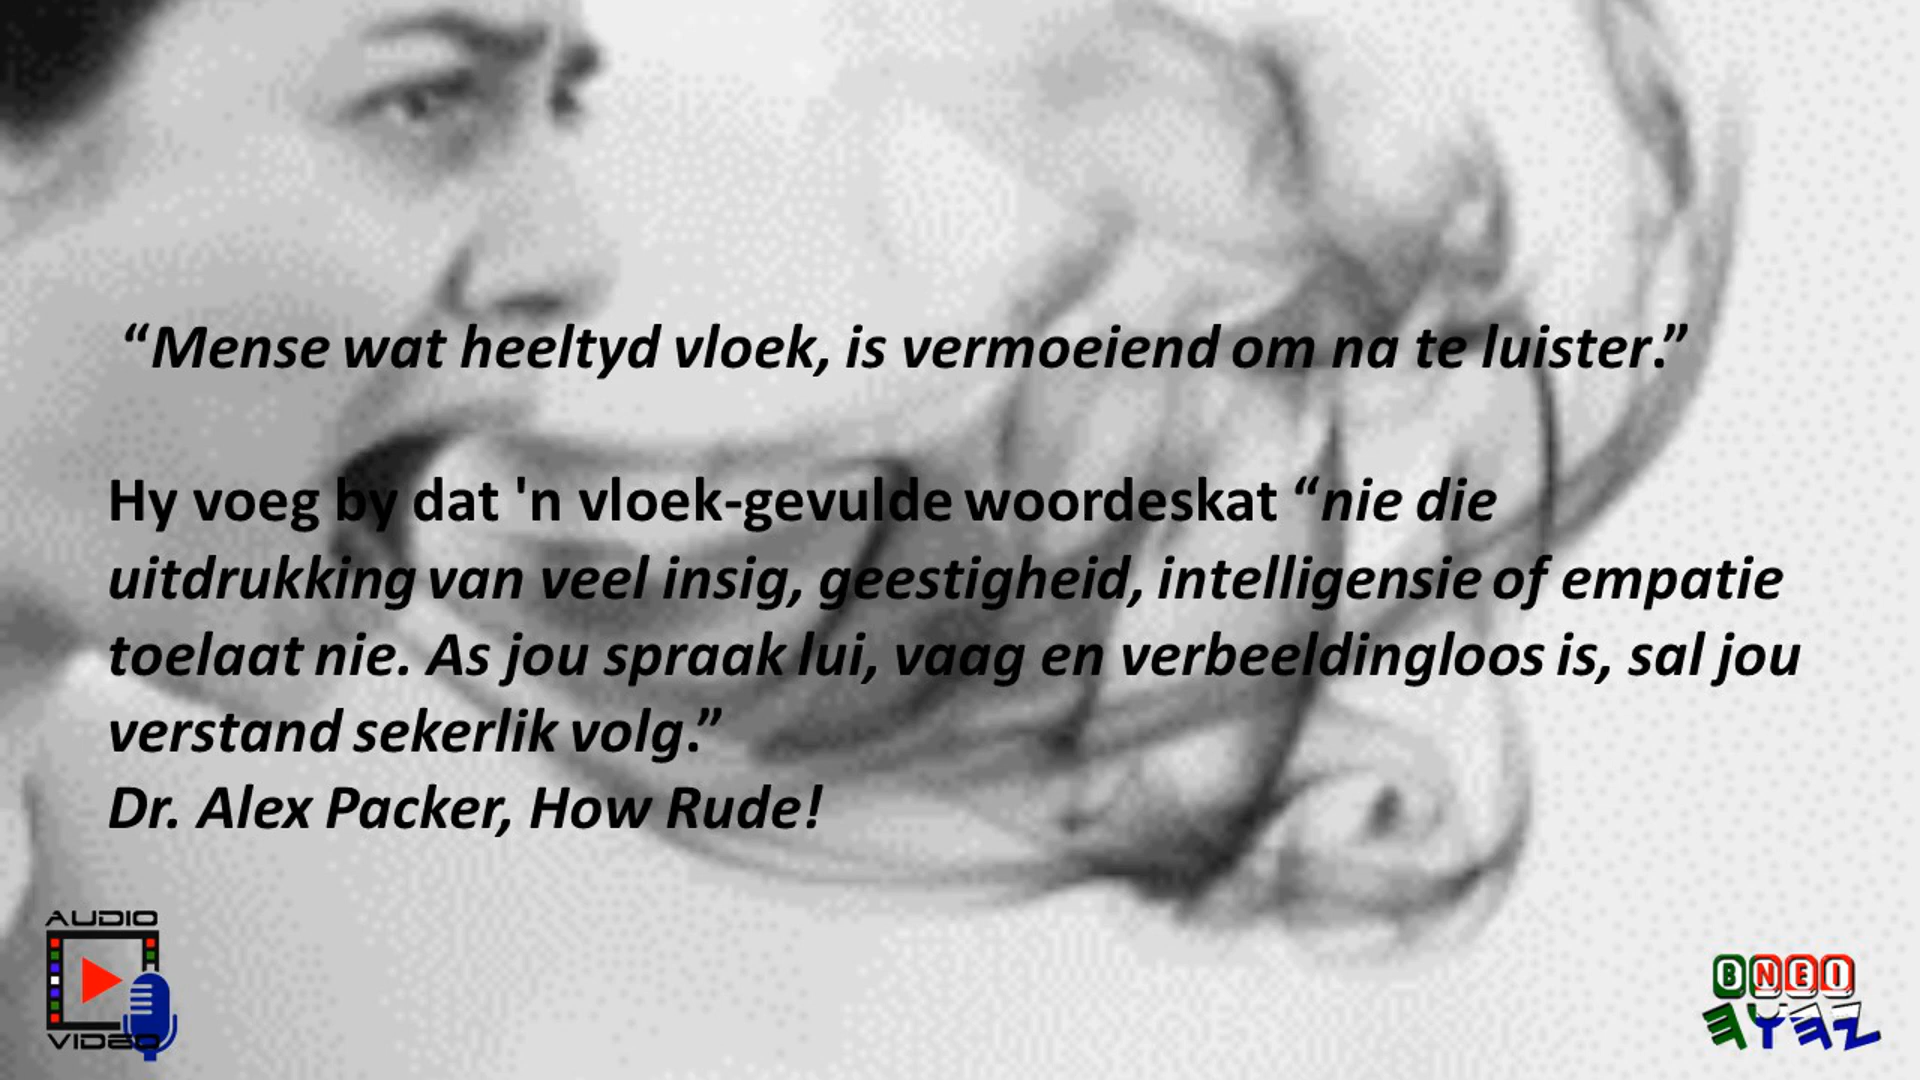 “Mense wat heeltyd vloek, is vermoeiend om na te luister.”
Hy voeg by dat 'n vloek-gevulde woordeskat “nie die
uitdrukking van veel insig, geestigheid, intelligensie of empatie
toelaat nie. As jou spraak lui, vaag en verbeeldingloos is, sal jou
verstand sekerlik volg.”
Dr. Alex Packer, How Rude!
AUDIO
VIDEO
BNEI